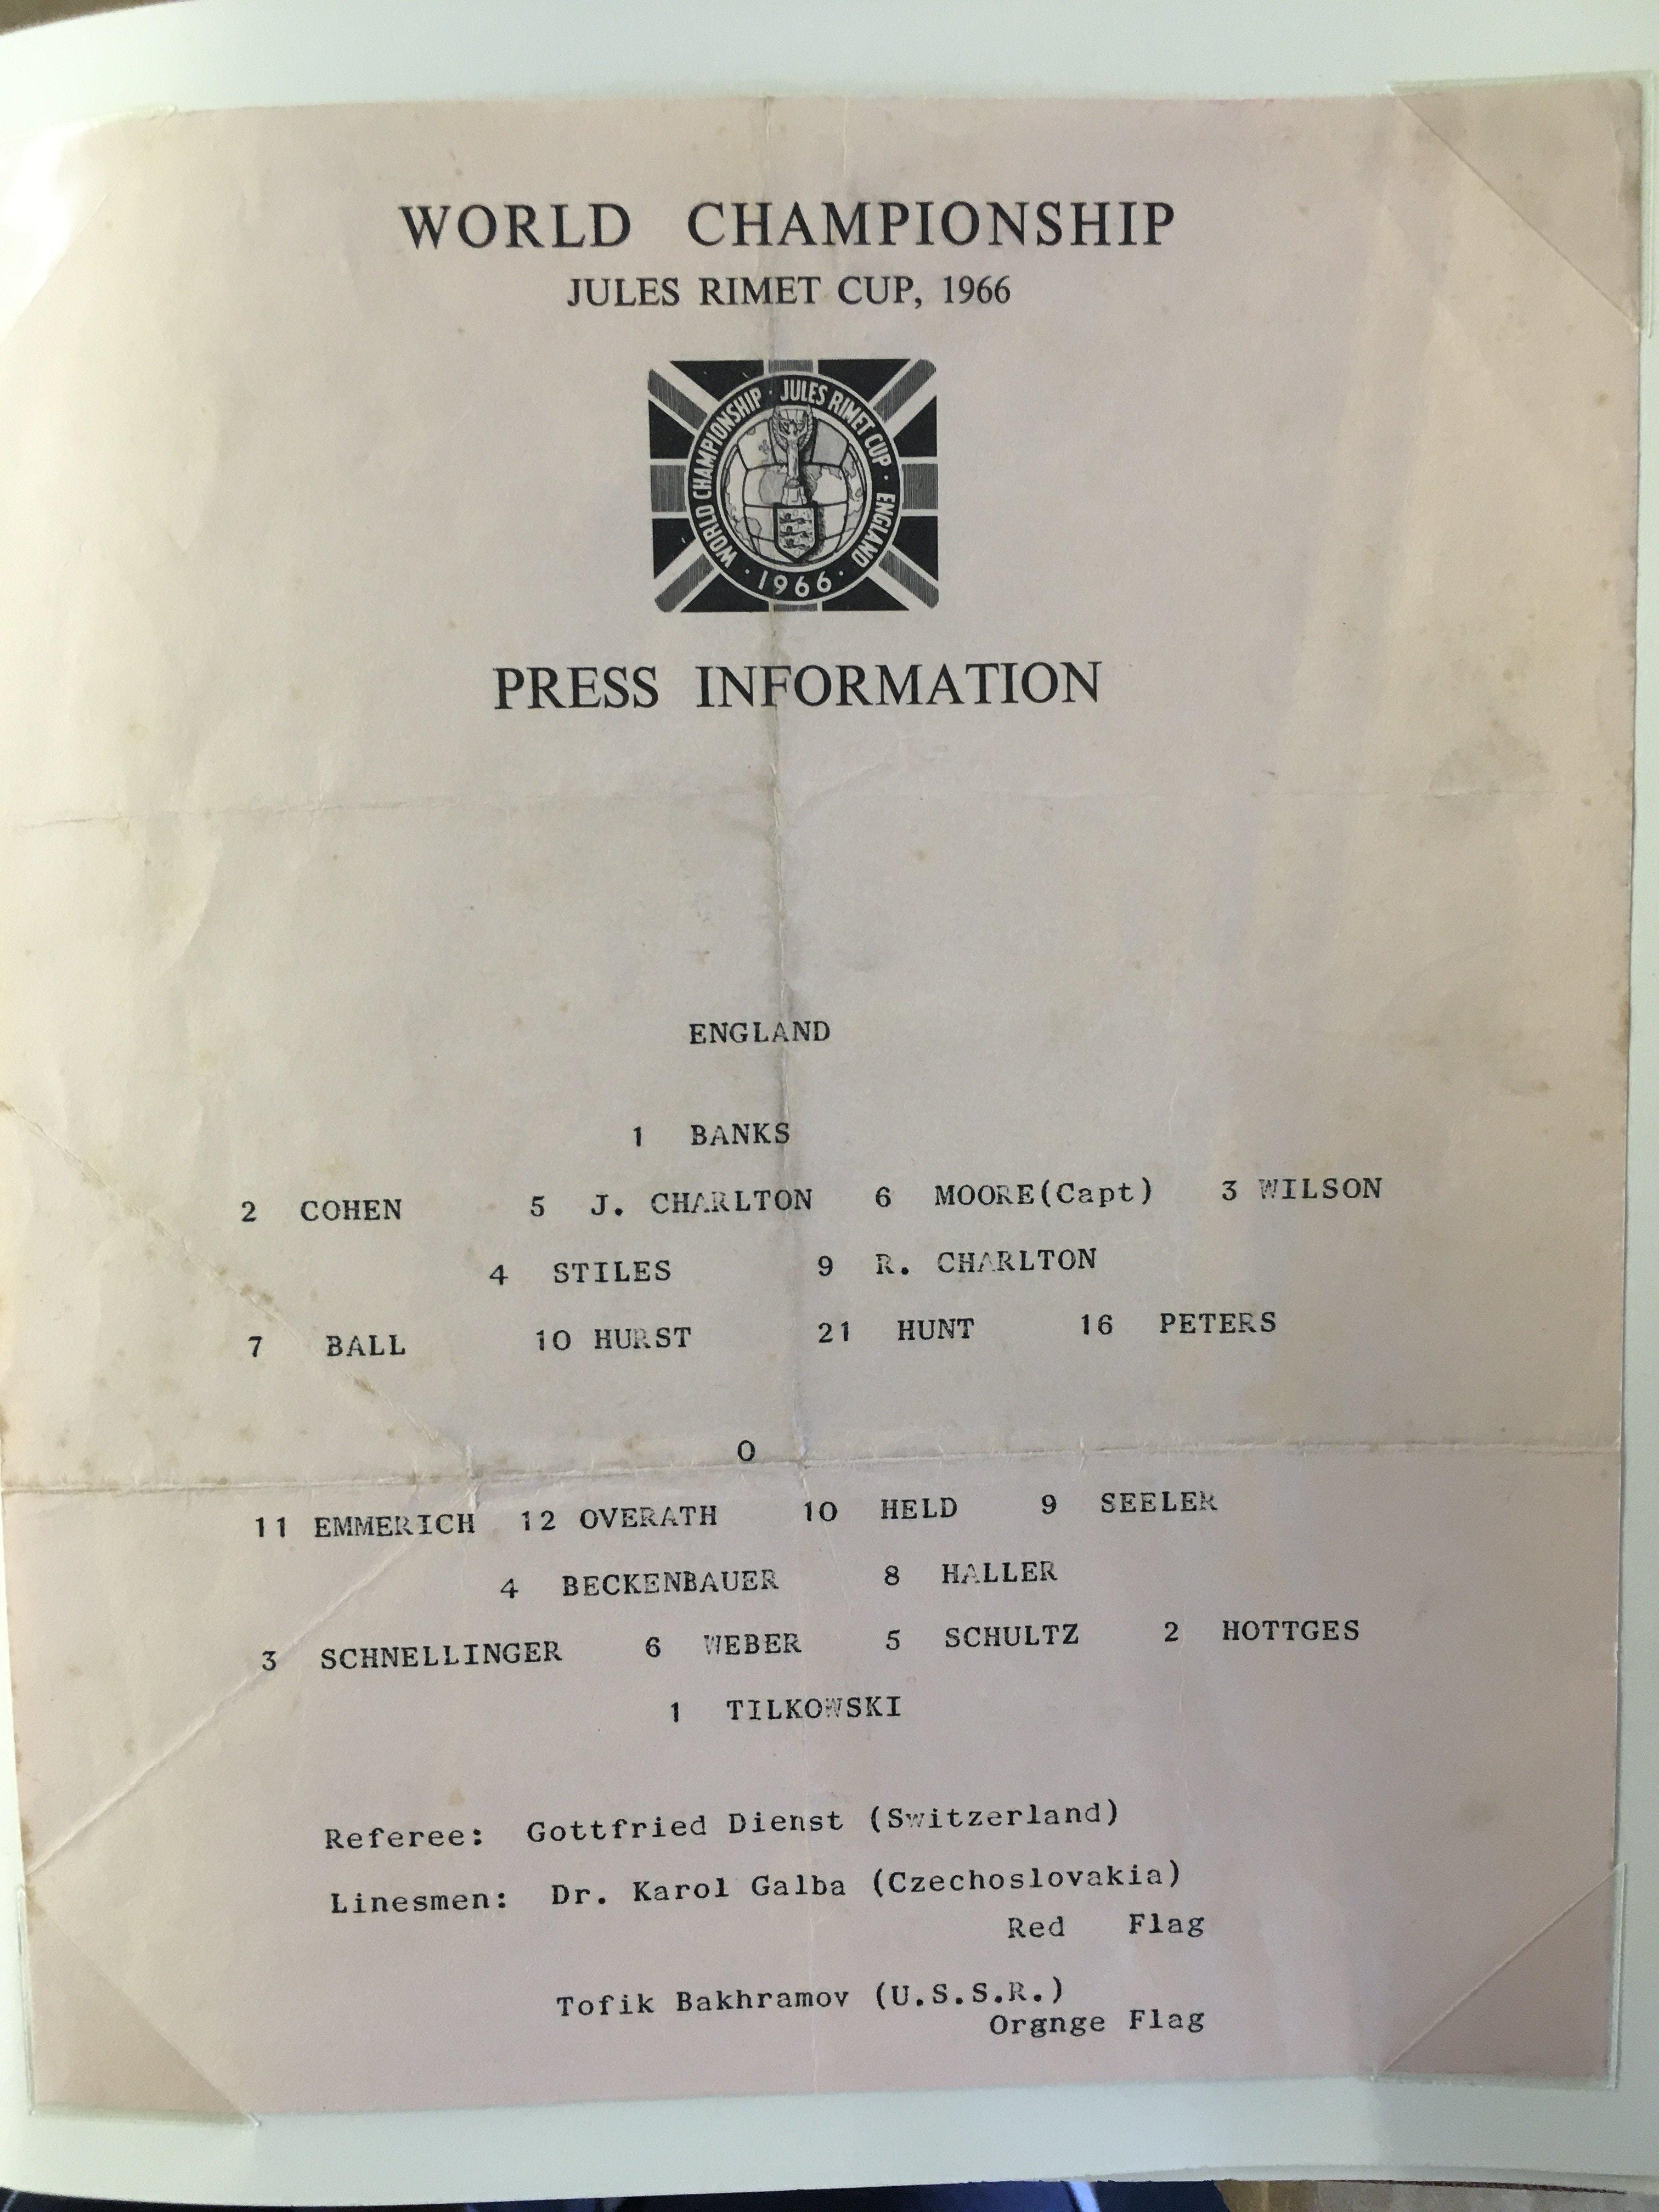 WORLD CHAMPIONSHIP
JULES RIMET CUP, 1966
WORLD CHAMPIONSHIP · JULES RIMET CUP · ENGLAND
· 1966 ·
PRESS INFORMATION
ENGLAND
1 BANKS
2 COHEN 5 J. CHARLTON 6 MOORE(Capt) 3 WILSON
4 STILES 9 R. CHARLTON
7 BALL 10 HURST 21 HUNT 16 PETERS
O
11 EMMERICH 12 OVERATH 10 HELD 9 SEELER
4 BECKENBAUER 8 HALLER
3 SCHNELLINGER 6 WEBER 5 SCHULTZ 2 HOTTGES
1 TILKOWSKI
Referee: Gottfried Dienst (Switzerland)
Linesmen: Dr. Karol Galba (Czechoslovakia)
Red Flag
Tofik Bakhramov (U.S.S.R.)
Orgnge Flag